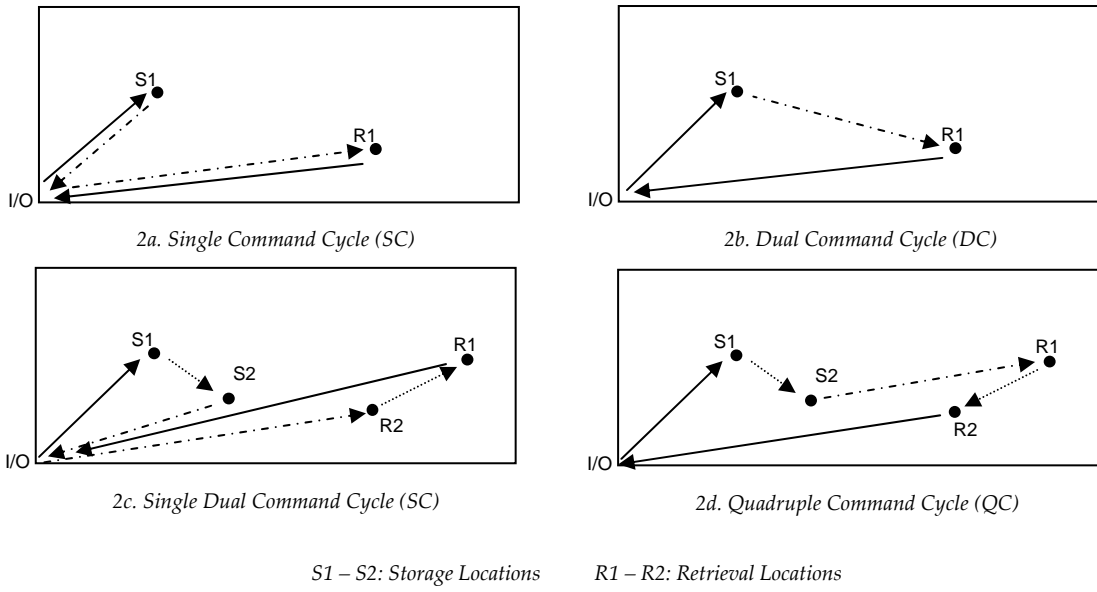 S1
R1
I/O
2a. Single Command Cycle (SC)
S1
R1
I/O
2b. Dual Command Cycle (DC)
S1
S2
R1
R2
I/O
2c. Single Dual Command Cycle (SC)
S1
S2
R1
R2
I/O
2d. Quadruple Command Cycle (QC)
S1 – S2: Storage Locations
R1 – R2: Retrieval Locations